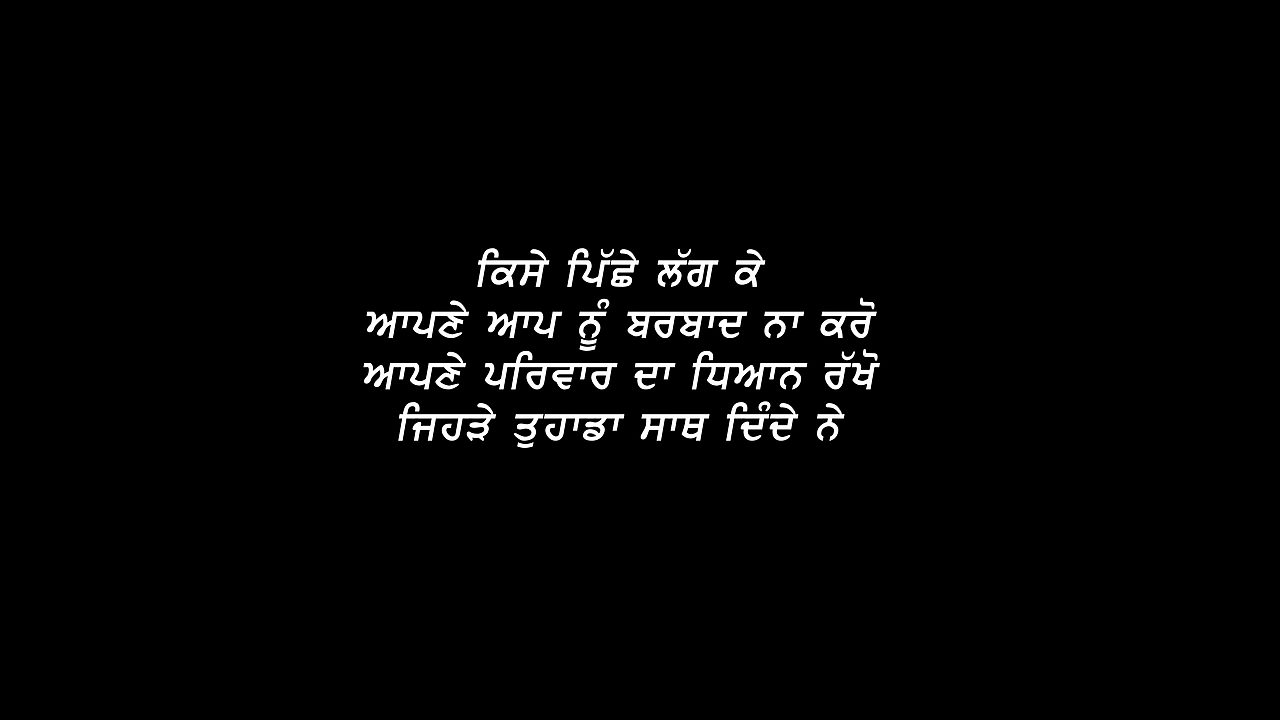 ਕਿਸੇ ਪਿੱਛੇ ਲੱਗ ਕੇ
ਆਪਣੇ ਆਪ ਨੂੰ ਬਰਬਾਦ ਨਾ ਕਰੋ
ਆਪਣੇ ਪਰਿਵਾਰ ਦਾ ਧਿਆਨ ਰੱਖੋ
ਜਿਹੜੇ ਤੁਹਾਡਾ ਸਾਥ ਦਿੰਦੇ ਨੇ